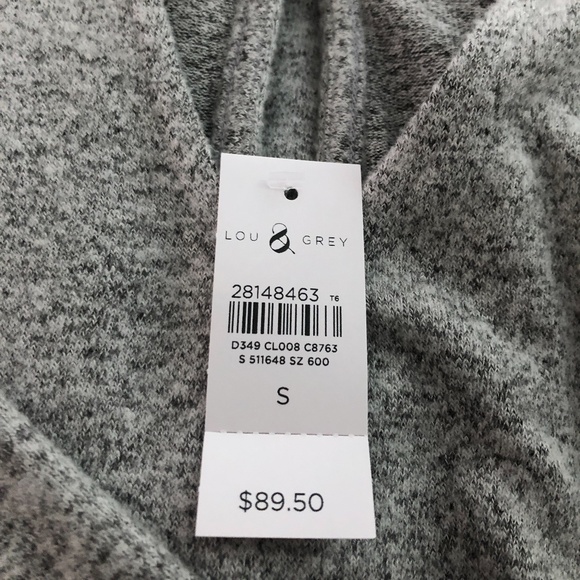 LOU & GREY
28148463 T6
D349 CL008 C8763
S 511648 SZ 600
S
$89.50